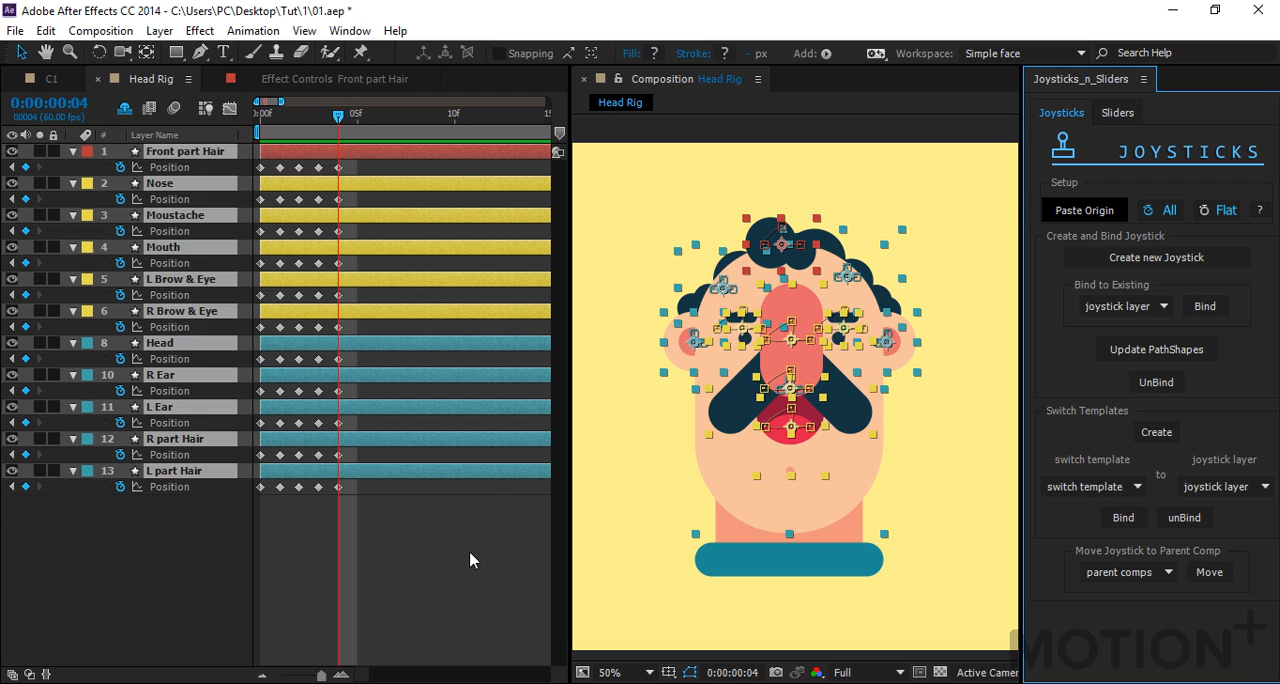 Adobe After Effects CC 2014 - C:\Users\PC\Desktop\Tut\1\01.aep *
File Edit Composition Layer Effect Animation View Window Help
Snapping Fill: ? Stroke: ? - px Add: Workspace: Simple face Search Help
C1 × Head Rig Effect Controls Front part Hair
0:00:00:04
00004 (60.00 fps)
:00f 05f 10f 15
# Layer Name
1 Front part Hair
Position
2 Nose
Position
3 Moustache
Position
4 Mouth
Position
5 L Brow & Eye
Position
6 R Brow & Eye
Position
8 Head
Position
10 R Ear
Position
11 L Ear
Position
12 R part Hair
Position
13 L part Hair
Position
× Composition Head Rig
Head Rig
50% 0:00:00:04 Full Active Camer
Joysticks_n_Sliders
Joysticks Sliders
JOYSTICKS
Setup
Paste Origin All Flat ?
Create and Bind Joystick
Create new Joystick
Bind to Existing
joystick layer Bind
Update PathShapes
UnBind
Switch Templates
Create
switch template joystick layer
to
switch template joystick layer
Bind unBind
Move Joystick to Parent Comp
parent comps Move
MOTION+